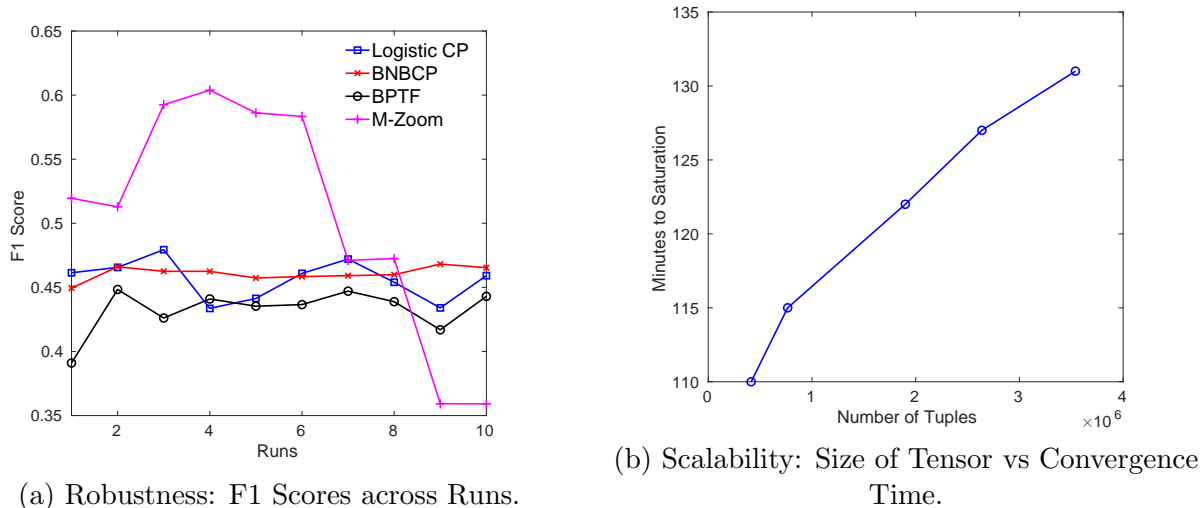 0.65
0.6
0.55
0.5
0.45
0.4
0.35
F1 Score
2
4
6
8
10
Runs
Logistic CP
BNBCP
BPTF
M-Zoom
(a) Robustness: F1 Scores across Runs.
135
130
125
120
115
110
Minutes to Saturation
0
1
2
3
4
Number of Tuples
×10^6
(b) Scalability: Size of Tensor vs Convergence
Time.